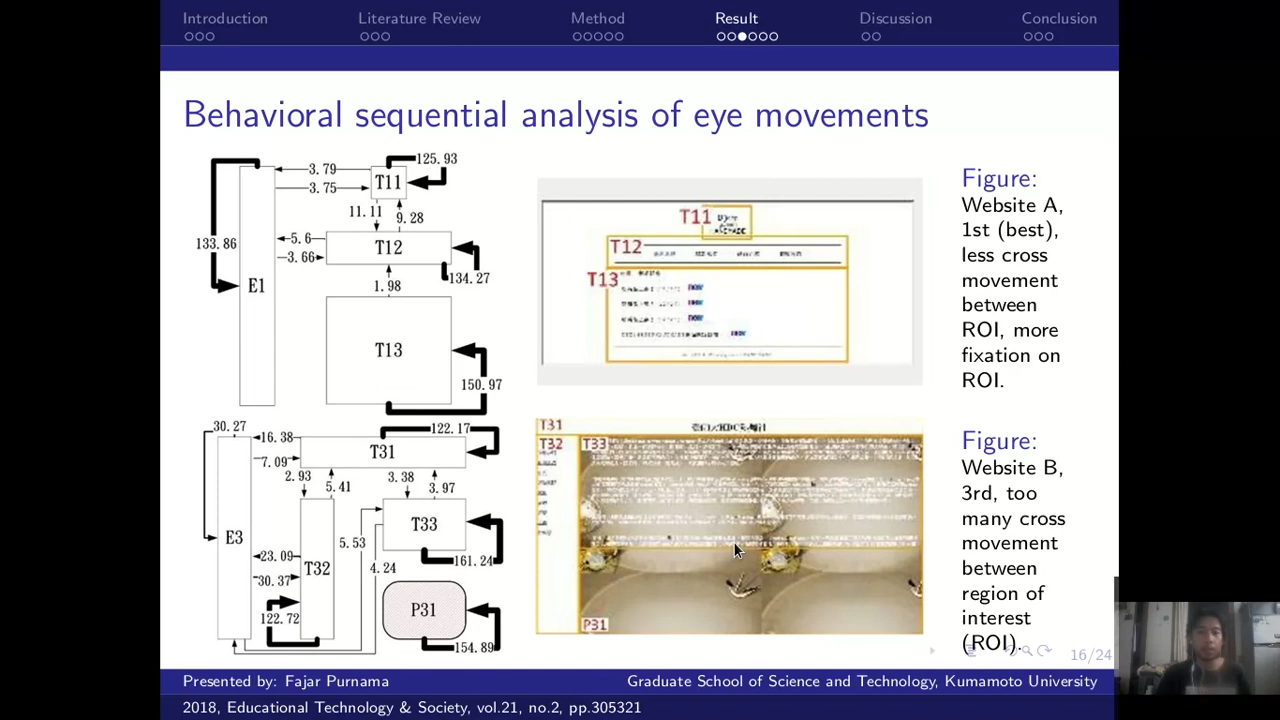 Introduction Literature Review Method Result Discussion Conclusion
Behavioral sequential analysis of eye movements
125.93
3.79
3.75
T11
11.11
9.28
133.86
5.6
3.66
T12
134.27
E1
1.98
T13
150.97
T11
T12
T13
Figure:
Website A,
1st (best),
less cross
movement
between
ROI, more
fixation on
ROI.
30.27
16.38
7.09
122.17
T31
2.93
5.41
3.38
3.97
E3
T33
5.53
161.24
23.09
30.37
T32
4.24
122.72
P31
154.89
T31
T32
T33
P31
Figure:
Website B,
3rd, too
many cross
movement
between
region of
interest
(ROI).
16/24
Presented by: Fajar Purnama Graduate School of Science and Technology, Kumamoto University
2018, Educational Technology & Society, vol.21, no.2, pp.305321